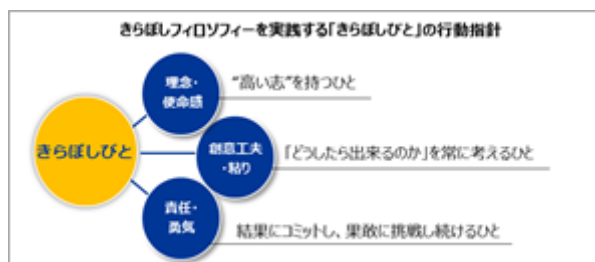 きらぼしフィロソフィーを実践する「きらぼしびと」の行動指針
きらぼしびと
理念・
使命感
“高い志”を持つひと
創意工夫
・粘り
「どうしたら出来るのか」を常に考えるひと
責任・
勇気
結果にコミットし、果敢に挑戦し続けるひと